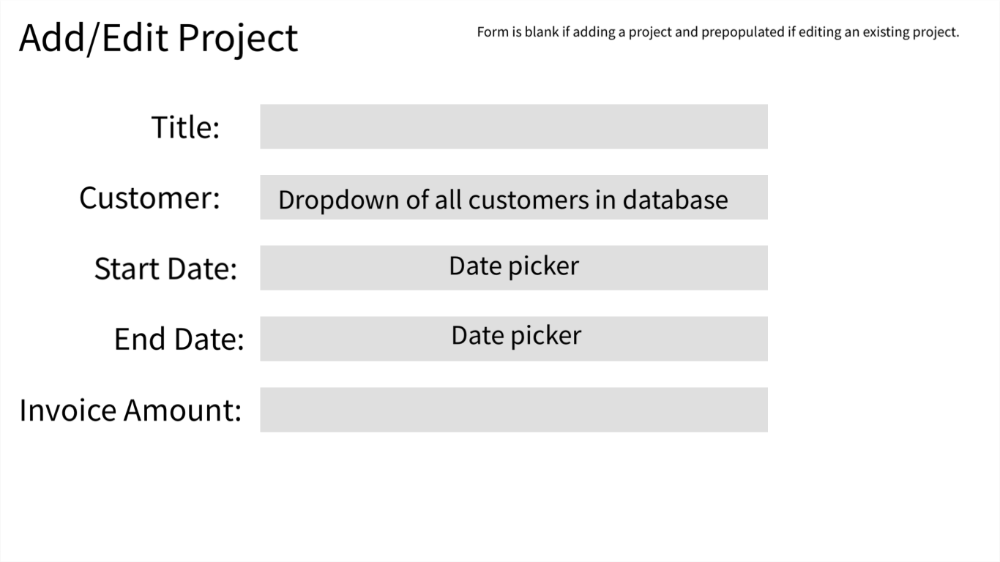 Add/Edit Project
Form is blank if adding a project and prepopulated if editing an existing project.
Title:
Customer:
Dropdown of all customers in database
Start Date:
Date picker
End Date:
Date picker
Invoice Amount: